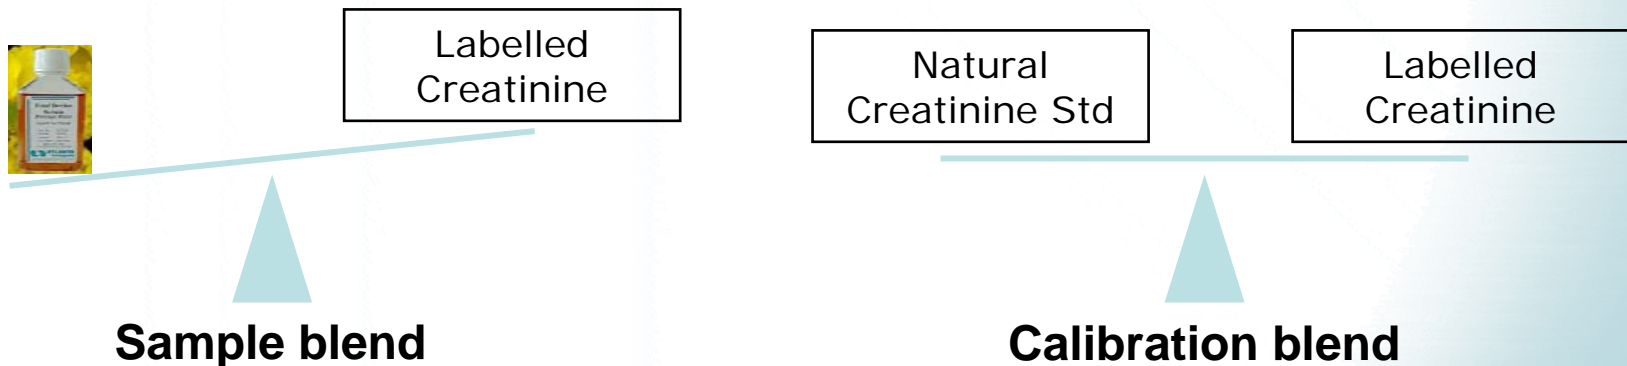 Labelled
Creatinine
Natural
Creatinine Std
Labelled
Creatinine
Sample blend
Calibration blend